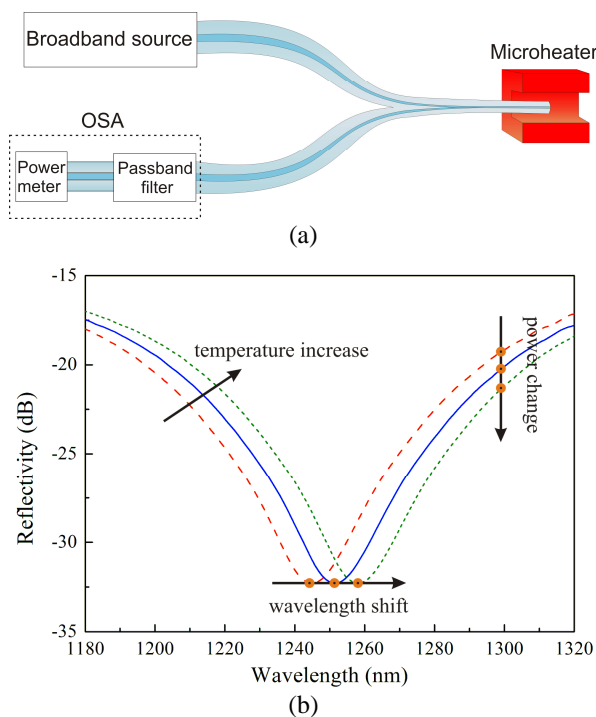 Broadband source
Microheater
OSA
Power
meter
Passband
filter
(a)
-15
-20
-25
-30
-35
Reflectivity (dB)
temperature increase
power change
wavelength shift
1180 1200 1220 1240 1260 1280 1300 1320
Wavelength (nm)
(b)